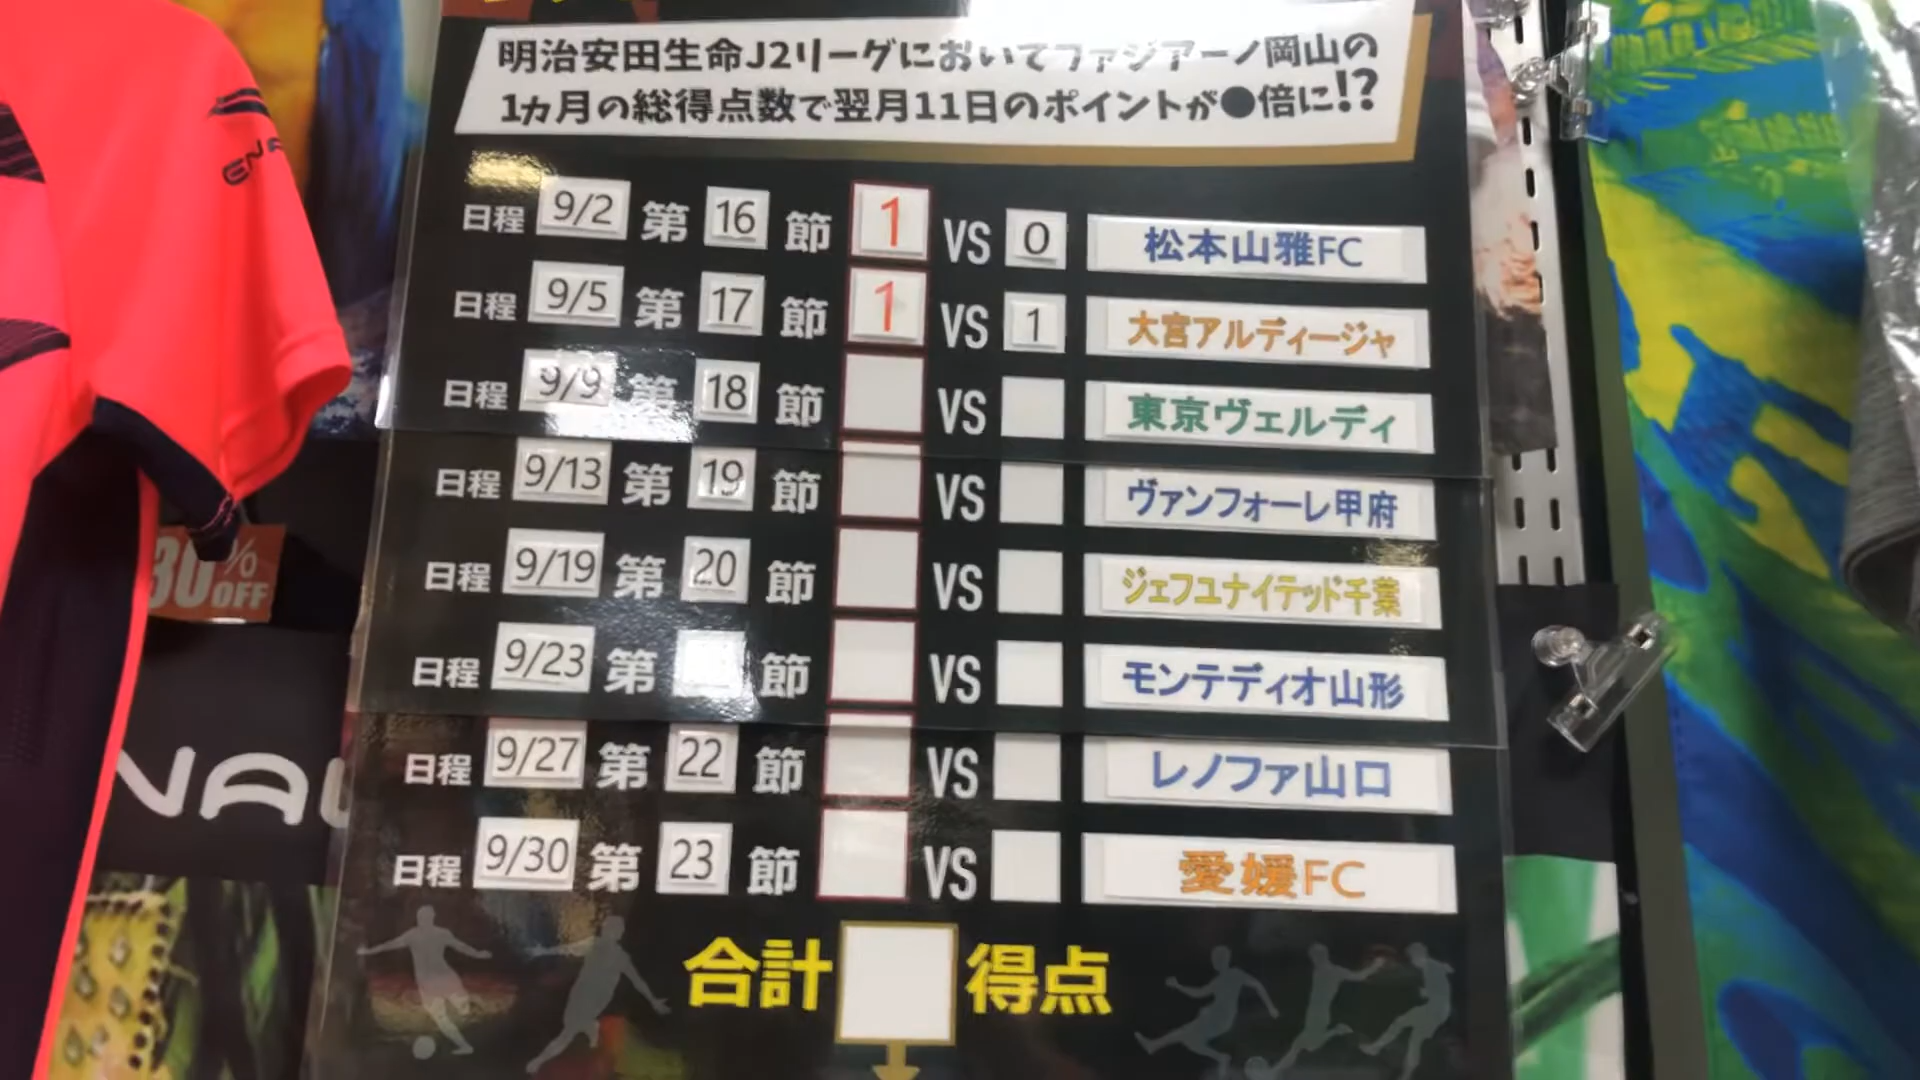 明治安田生命J2リーグにおいてファジアーノ岡山の
1カ月の総得点数で翌月11日のポイントが●倍に!?
日程 9/2 第 16 節 1 VS 0 松本山雅FC
日程 9/5 第 17 節 1 VS 1 大宮アルディージャ
日程 9/9 第 18 節 VS 東京ヴェルディ
日程 9/13 第 19 節 VS ヴァンフォーレ甲府
日程 9/19 第 20 節 VS ジェフユナイテッド千葉
日程 9/23 第 節 VS モンテディオ山形
日程 9/27 第 22 節 VS レノファ山口
日程 9/30 第 23 節 VS 愛媛FC
合計 得点
30%
OFF